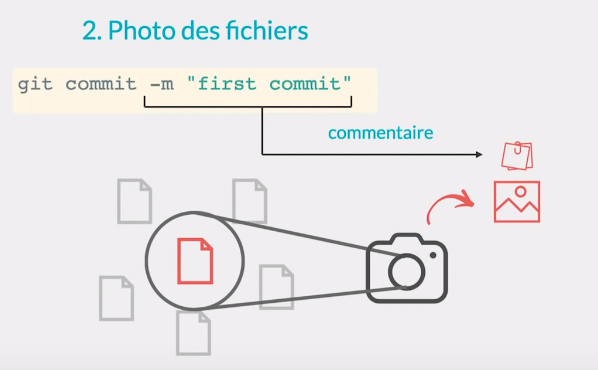 2. Photo des fichiers
git commit -m "first commit"
commentaire